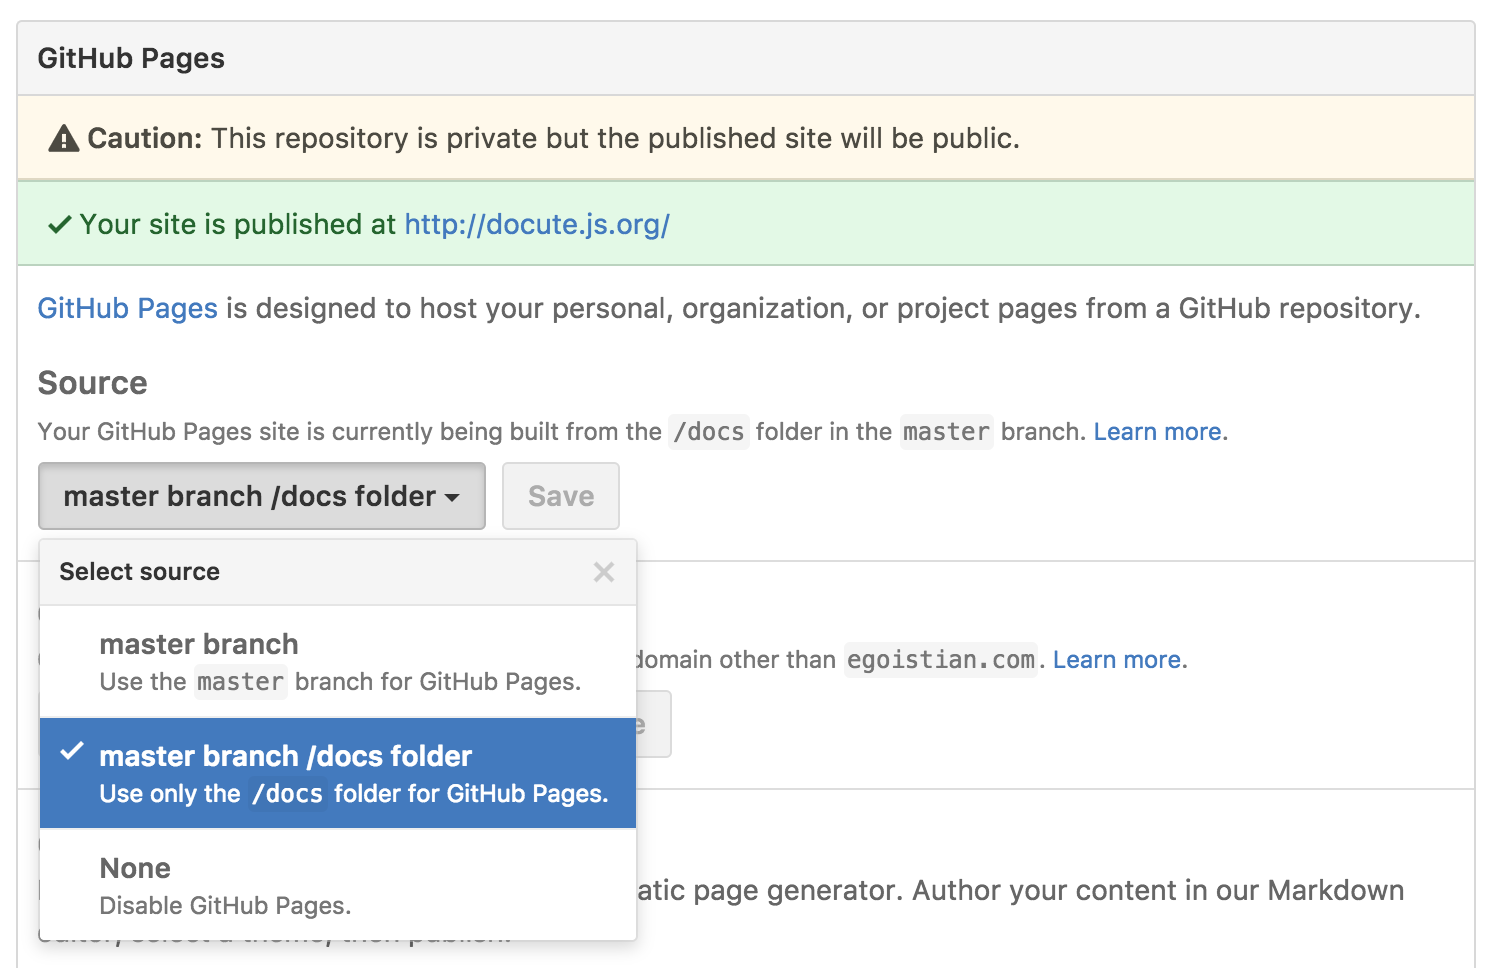 GitHub Pages
Caution: This repository is private but the published site will be public.
Your site is published at http://docute.js.org/
GitHub Pages is designed to host your personal, organization, or project pages from a GitHub repository.
Source
Your GitHub Pages site is currently being built from the /docs folder in the master branch. Learn more.
master branch /docs folder
Save
Select source
master branch
Use the master branch for GitHub Pages.
domain other than egoistian.com. Learn more.
master branch /docs folder
Use only the /docs folder for GitHub Pages.
None
Disable GitHub Pages.
page generator. Author your content in our Markdown